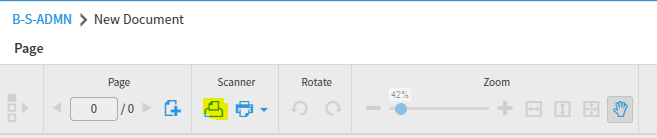 B-S-ADMN New Document
Page
Page Scanner Rotate Zoom
42%
0 / 0